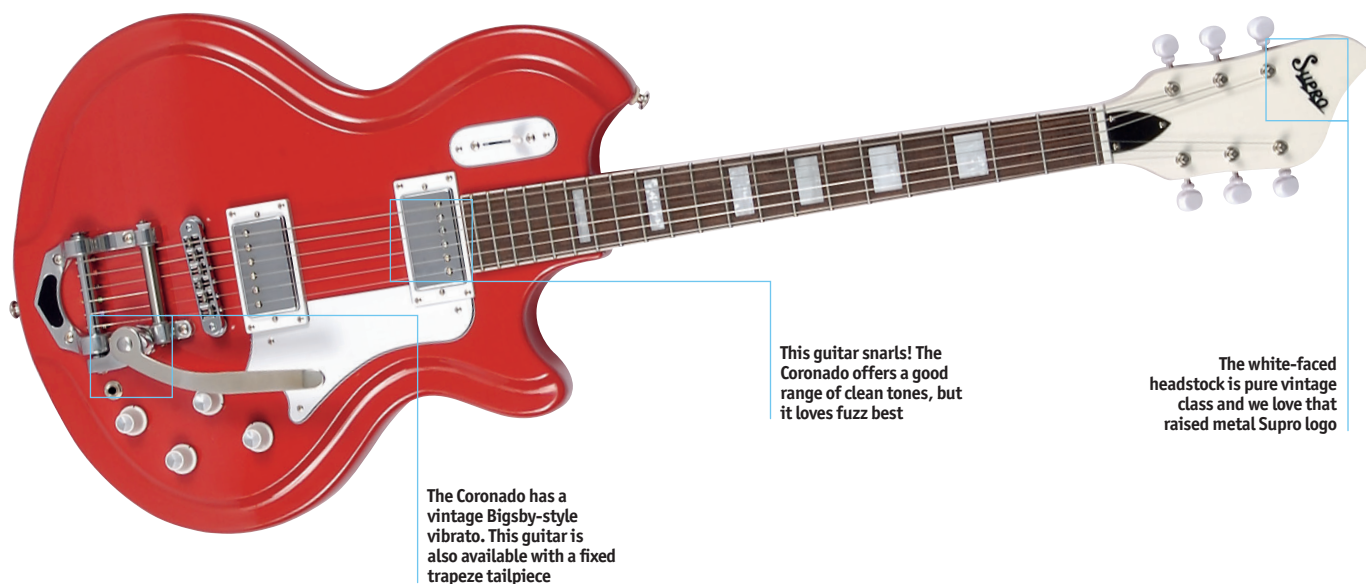 SUPRO
This guitar snarls! The
Coronado offers a good
range of clean tones, but
it loves fuzz best
The white-faced
headstock is pure vintage
class and we love that
raised metal Supro logo
The Coronado has a
vintage Bigsby-style
vibrato. This guitar is
also available with a fixed
trapeze tailpiece